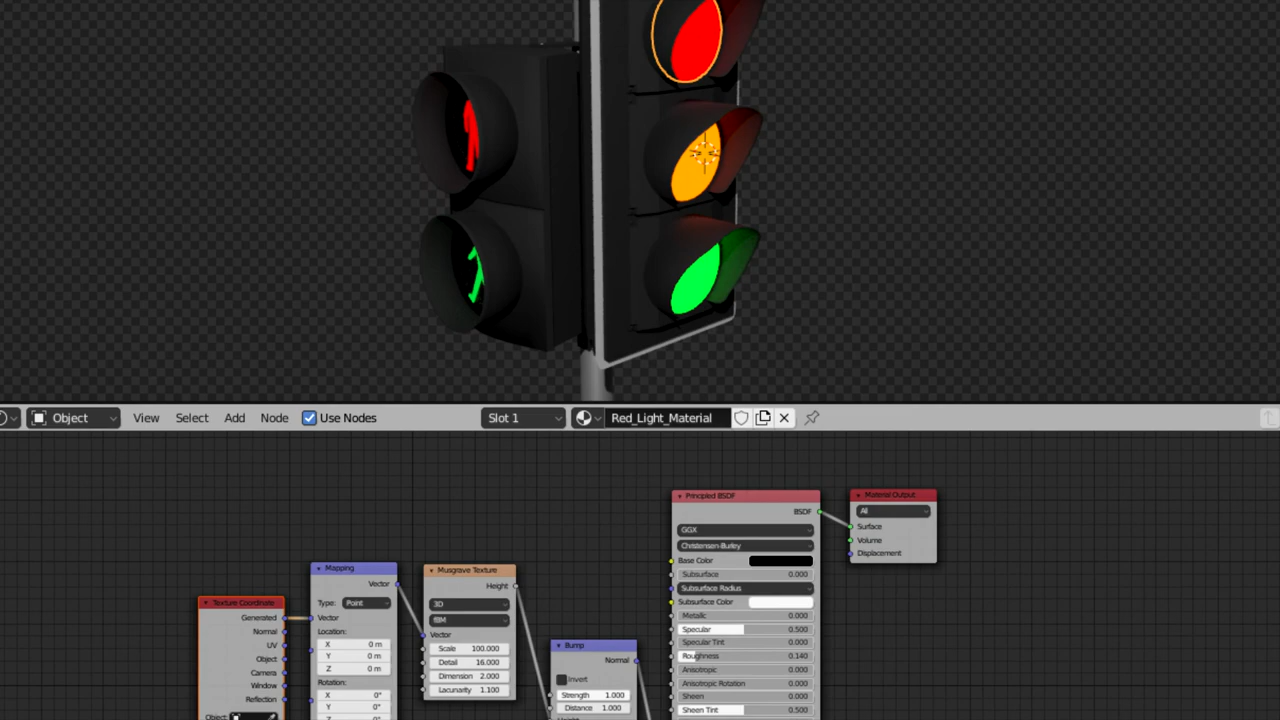 Object View Select Add Node Use Nodes Slot 1 Red_Light_Material
Principled BSDF
BSDF
GGX
Christensen-Burley
Base Color
Subsurface 0.000
Subsurface Radius
Subsurface Color
Metallic 0.000
Specular 0.500
Specular Tint 0.000
Roughness 0.140
Anisotropic 0.000
Anisotropic Rotation 0.000
Sheen 0.000
Sheen Tint 0.500
Material Output
All
Surface
Volume
Displacement
Mapping
Vector
Type: Point
Vector
Location:
X 0 m
Y 0 m
Z 0 m
Rotation:
X 0°
Y 0°
Musgrave Texture
Height
3D
fBM
Vector
Scale 100.000
Detail 16.000
Dimension 2.000
Lacunarity 1.100
Texture Coordinate
Generated
Normal
UV
Object
Camera
Window
Reflection
Object:
Bump
Normal
Invert
Strength 1.000
Distance 1.000